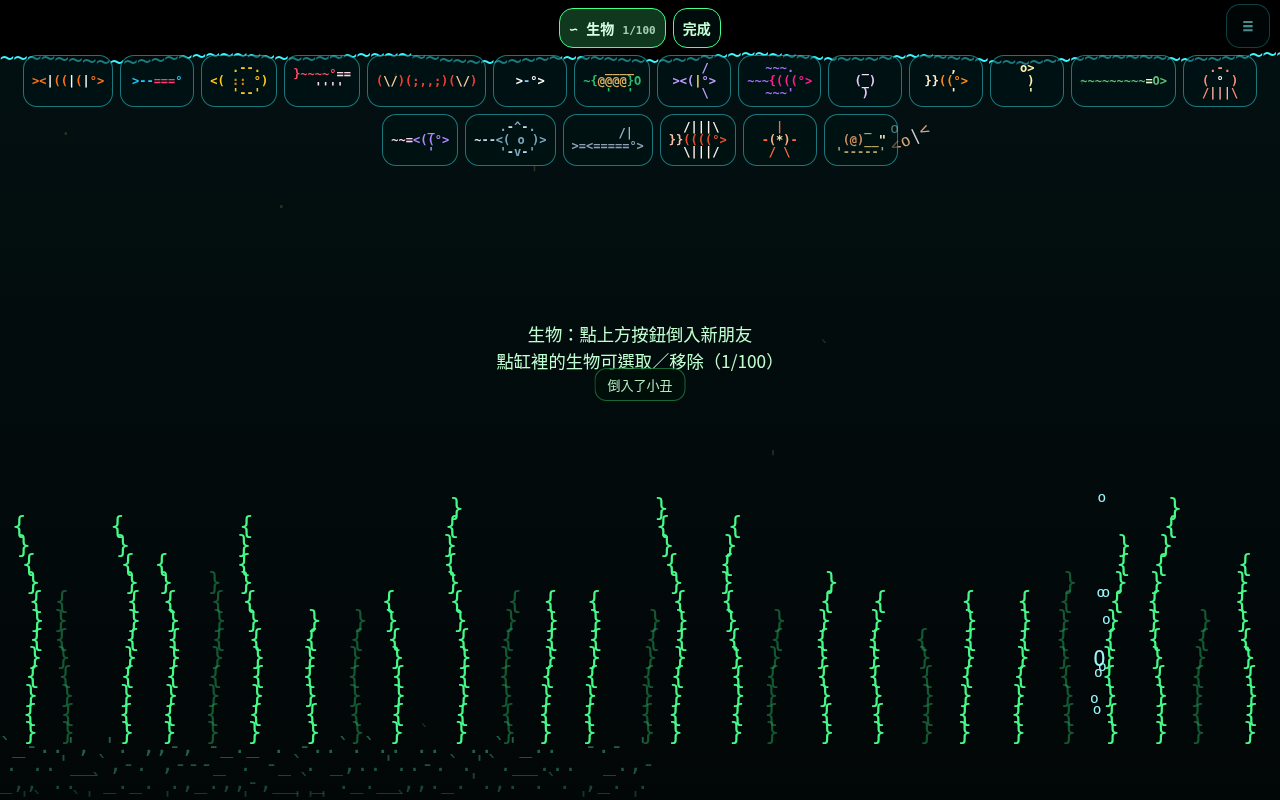 ∽ 生物 1/100 完成 ≡
><|((|(|°> >--===° <( :: °) }~~~~°== (\/)(;,,;)(\/) >-°> ~{@@@@}O ><(|°> ~~~{(((°> (‾) }}((°> o> ~~~~~~~~~=O> ( ° )
~~=<(°> ~--<( o )> >=<=====°> }}((((°> -(*)- (@)__"
生物：點上方按鈕倒入新朋友
點缸裡的生物可選取／移除（1/100）
倒入了小丑